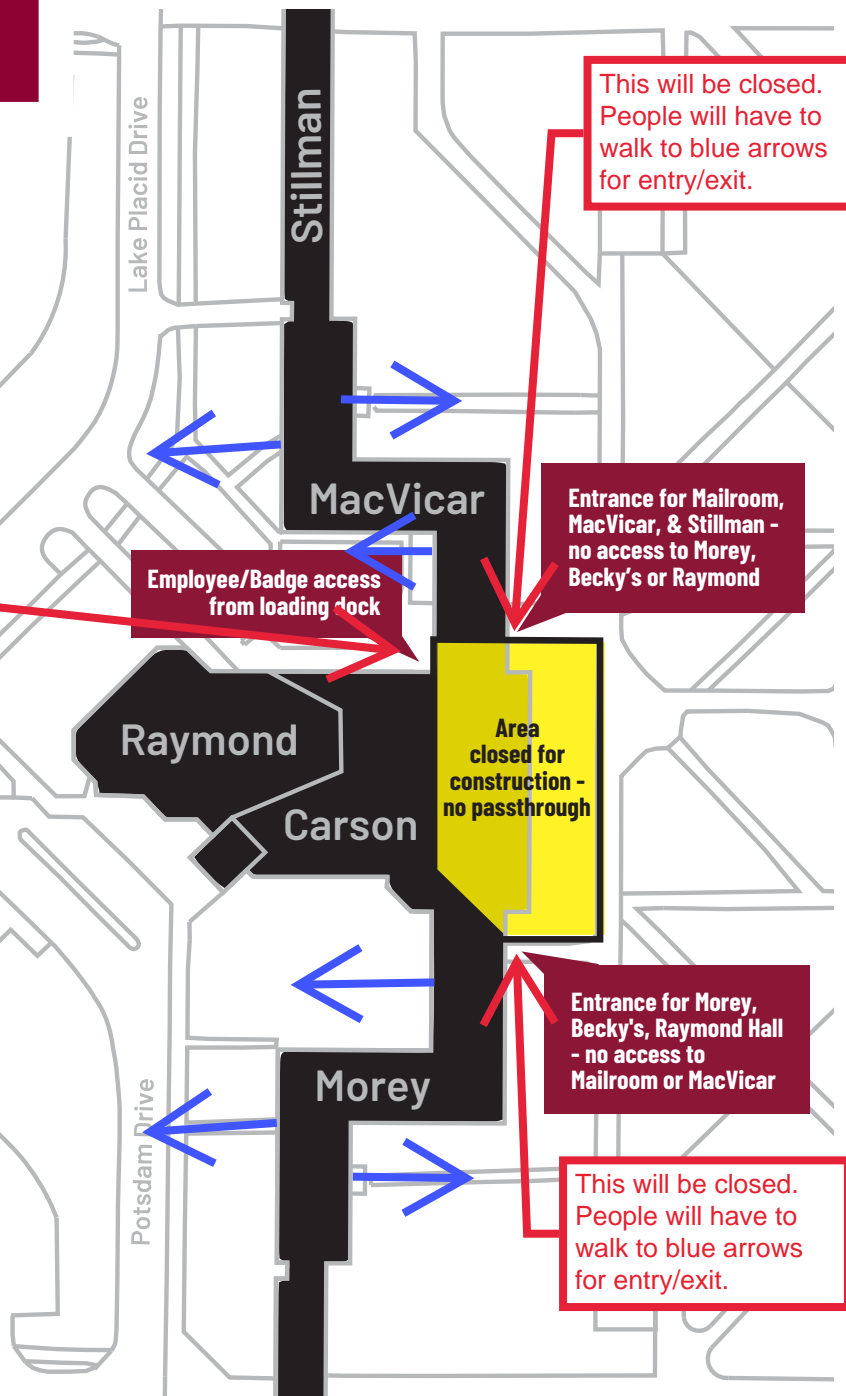 Lake Placid Drive
Stillman
This will be closed.
People will have to
walk to blue arrows
for entry/exit.
MacVicar
Entrance for Mailroom,
MacVicar, & Stillman -
no access to Morey,
Becky’s or Raymond
Employee/Badge access
from loading dock
Raymond
Area
closed for
construction -
no passthrough
Carson
Entrance for Morey,
Becky's, Raymond Hall
- no access to
Mailroom or MacVicar
Morey
Potsdam Drive
This will be closed.
People will have to
walk to blue arrows
for entry/exit.